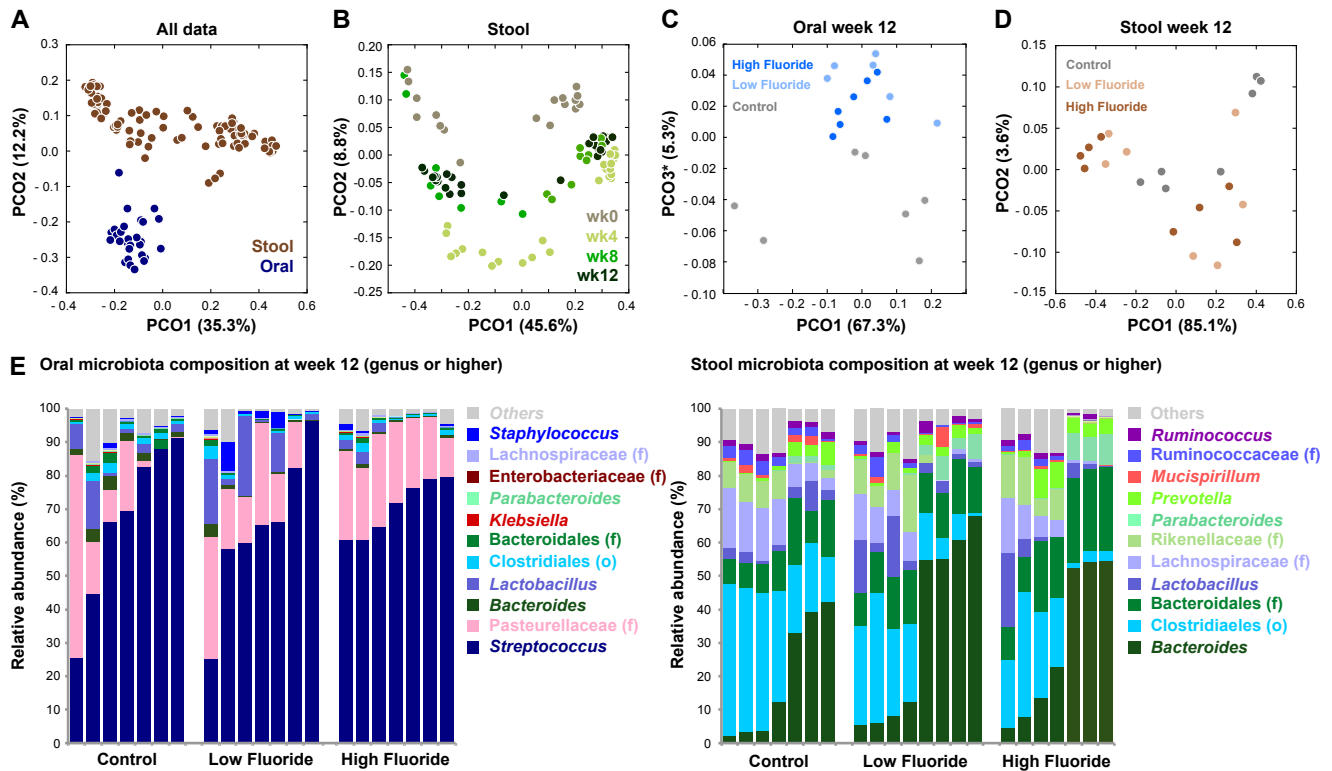 A
All data
PCO2 (12.2%)
0.3
0.2
0.1
0.0
- 0.1
- 0.2
- 0.3
- 0.4
- 0.4
- 0.2
0.0
0.2
0.4
0.6
PCO1 (35.3%)
Stool
Oral
B
Stool
PCO2 (8.8%)
0.20
0.15
0.10
0.05
0.00
- 0.05
- 0.10
- 0.15
- 0.20
-0.25
- 0.6
- 0.4
- 0.2
0.0
0.2
0.4
PCO1 (45.6%)
wk0
wk4
wk8
wk12
C
Oral week 12
PCO3* (5.3%)
0.06
0.04
0.02
0.00
- 0.02
- 0.04
- 0.06
- 0.08
- 0.10
- 0.4
- 0.3
- 0.2
- 0.1
0.0
0.1
0.2
PCO1 (67.3%)
High Fluoride
Low Fluoride
Control
D
Stool week 12
PCO2 (3.6%)
0.15
0.10
0.05
0.00
- 0.05
- 0.10
0.15
- 0.6
- 0.4
- 0.2
0.0
0.2
0.4
0.6
PCO1 (85.1%)
Control
Low Fluoride
High Fluoride
E
Oral microbiota composition at week 12 (genus or higher)
Relative abundance (%)
100
90
80
70
60
50
40
30
20
10
0
Control
Low Fluoride
High Fluoride
Others
Staphylococcus
Lachnospiraceae (f)
Enterobacteriaceae (f)
Parabacteroides
Klebsiella
Bacteroidales (f)
Clostridiales (o)
Lactobacillus
Bacteroides
Pasteurellaceae (f)
Streptococcus
Stool microbiota composition at week 12 (genus or higher)
Relative abundance (%)
100
90
80
70
60
50
40
30
20
10
0
Control
Low Fluoride
High Fluoride
Others
Ruminococcus
Ruminococcaceae (f)
Mucispirillum
Prevotella
Parabacteroides
Rikenellaceae (f)
Lachnospiraceae (f)
Lactobacillus
Bacteroidales (f)
Clostridiaeles (o)
Bacteroides